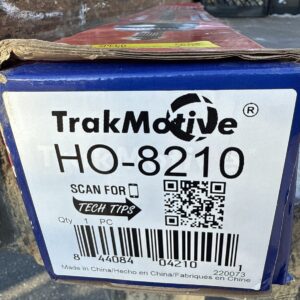 TrakMotive®
HO-8210
SCAN FOR
TECH TIPS
Qty 1 PC
8 44084 04210 1
220073
Made in China/Hecho en China/Fabriques en Chine